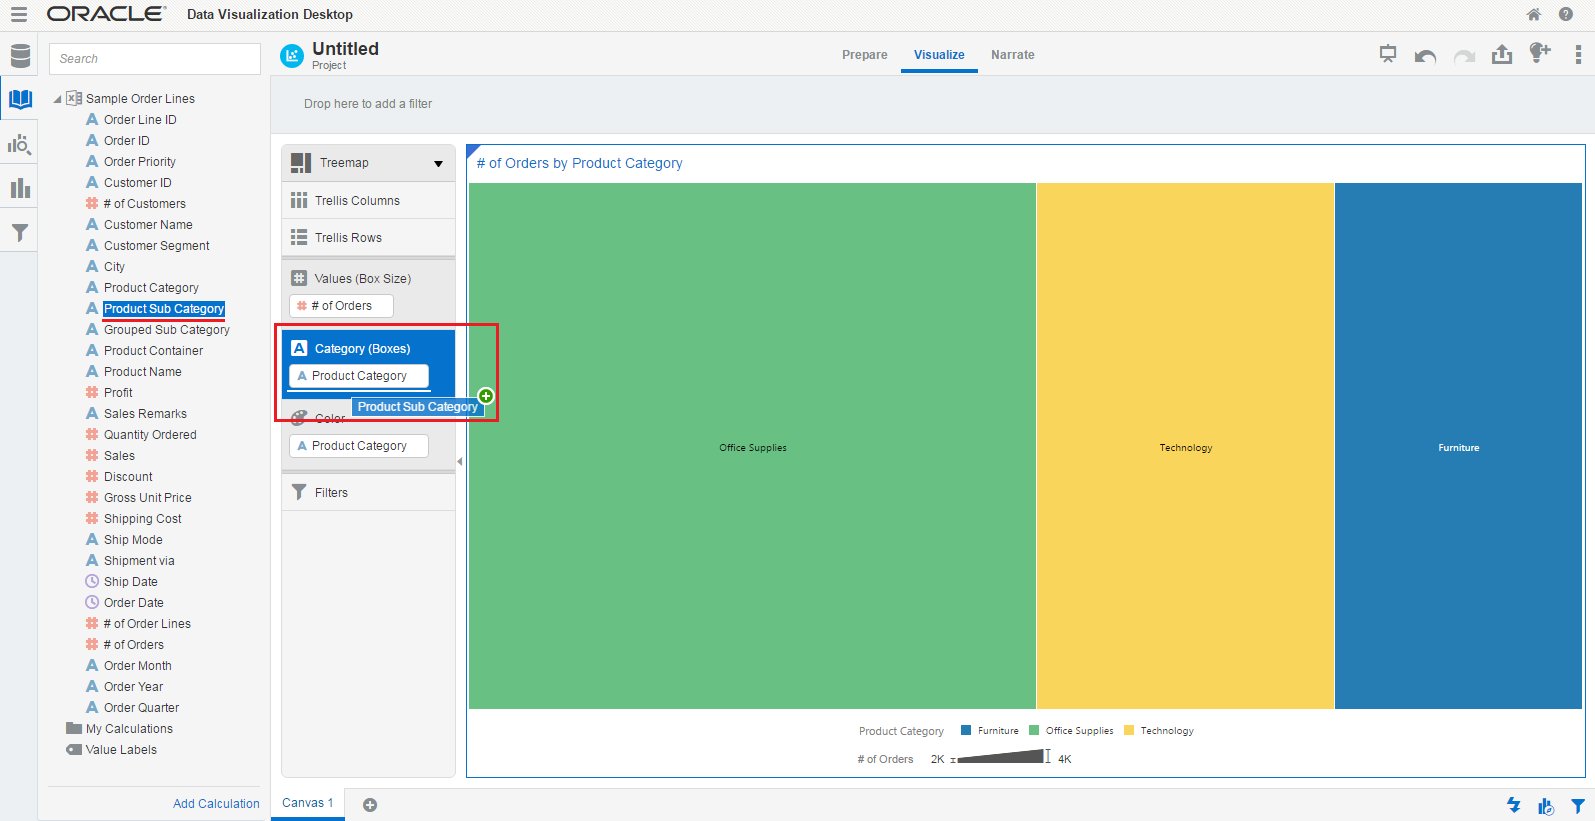 ORACLE Data Visualization Desktop
Search
Untitled
Project
Prepare Visualize Narrate
Sample Order Lines
Order Line ID
Order ID
Order Priority
Customer ID
# of Customers
Customer Name
Customer Segment
City
Product Category
Product Sub Category
Grouped Sub Category
Product Container
Product Name
Profit
Sales Remarks
Quantity Ordered
Sales
Discount
Gross Unit Price
Shipping Cost
Ship Mode
Shipment via
Ship Date
Order Date
# of Order Lines
# of Orders
Order Month
Order Year
Order Quarter
My Calculations
Value Labels
Add Calculation
Drop here to add a filter
Treemap
Trellis Columns
Trellis Rows
Values (Box Size)
# of Orders
Category (Boxes)
A Product Category
Product Sub Category
Color
A Product Category
Filters
# of Orders by Product Category
Office Supplies
Technology
Furniture
Product Category Furniture Office Supplies Technology
# of Orders 2K 4K
Canvas 1